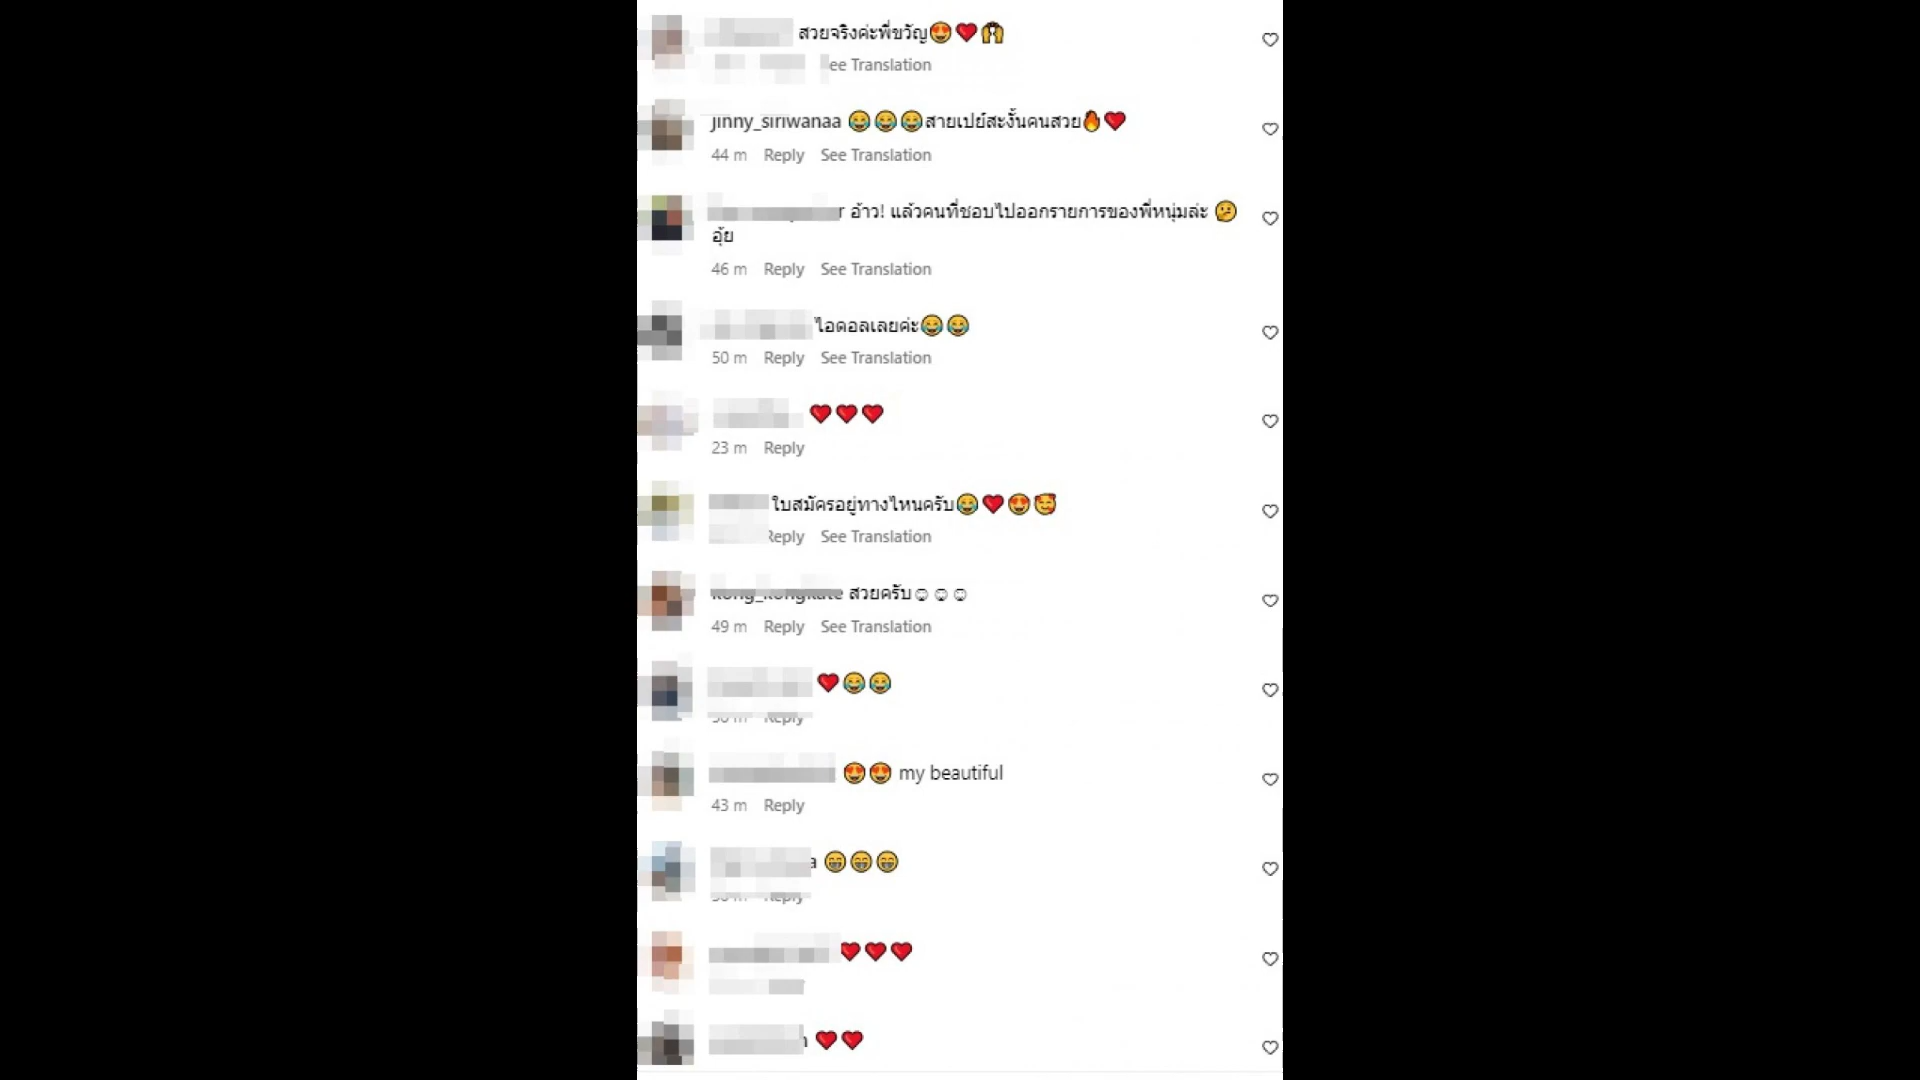 สวยจริงค่ะพี่ขวัญ😍❤️🙌
See Translation
jinny_siriwanaa 😂😂😂สายเปย์สะงั้นคนสวย🔥❤️
44 m Reply See Translation
อ้าว! แล้วคนที่ชอบไปออกรายการของพี่หนุ่มล่ะ 🤔
อุ้ย
46 m Reply See Translation
ไอดอลเลยค่ะ😂😂
50 m Reply See Translation
❤️❤️❤️
23 m Reply
ใบสมัครอยู่ทางไหนครับ😂❤️😍🥰
Reply See Translation
สวยครับ☺☺☺
49 m Reply See Translation
❤️😂😂
Reply
😍😍 my beautiful
43 m Reply
😁😁😁
Reply
❤️❤️❤️
❤️❤️